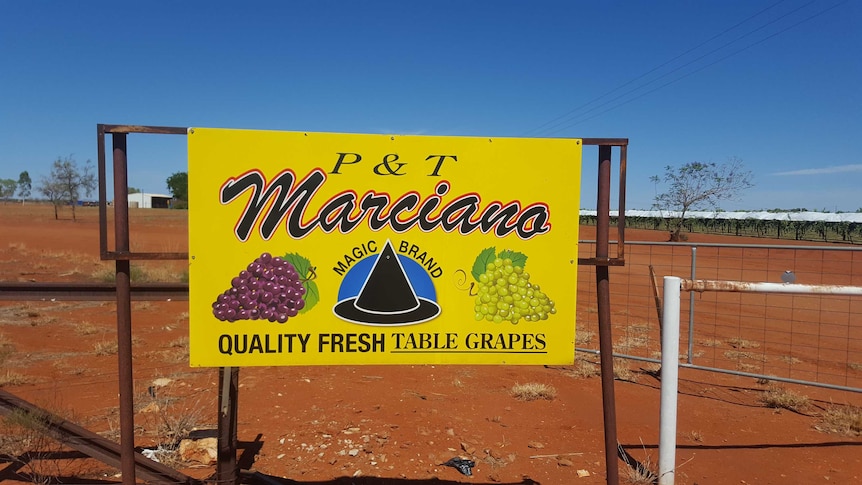 P & T
Marciano
MAGIC BRAND
QUALITY FRESH TABLE GRAPES